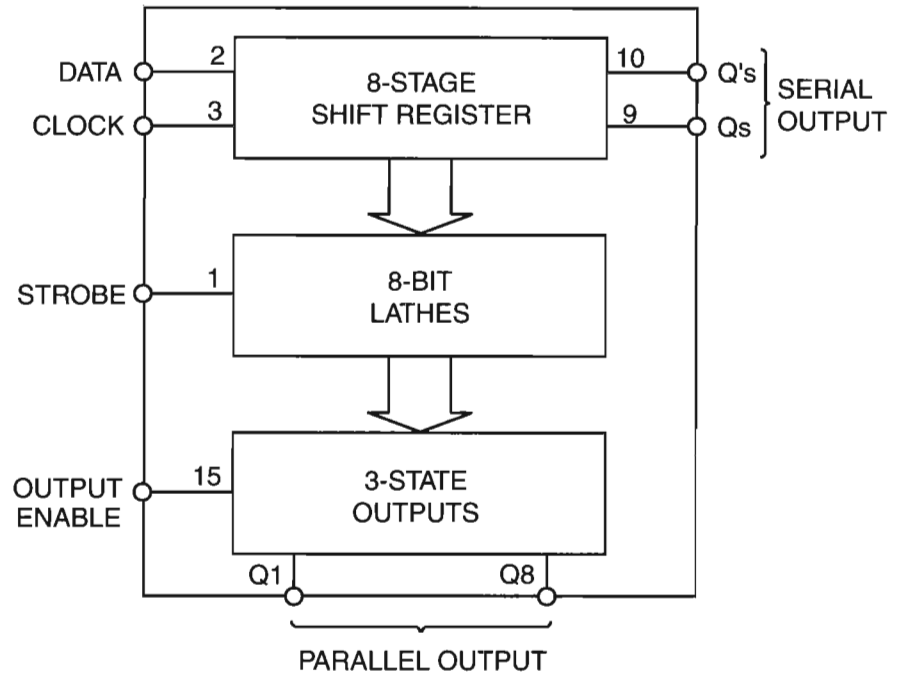 DATA
2
8-STAGE
SHIFT REGISTER
10
Q's
CLOCK
3
9
Qs
SERIAL
OUTPUT
STROBE
1
8-BIT
LATHES
OUTPUT
ENABLE
15
3-STATE
OUTPUTS
Q1
Q8
PARALLEL OUTPUT